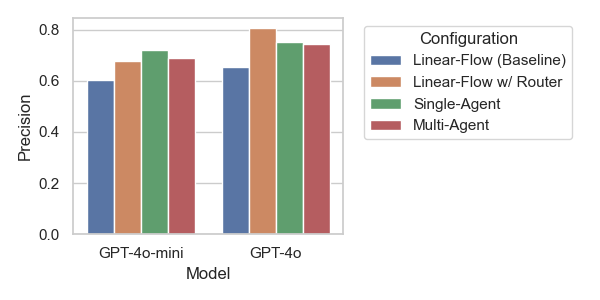 0.8
0.6
0.4
0.2
0.0
Precision
GPT-4o-mini
GPT-4o
Model
Configuration
Linear-Flow (Baseline)
Linear-Flow w/ Router
Single-Agent
Multi-Agent